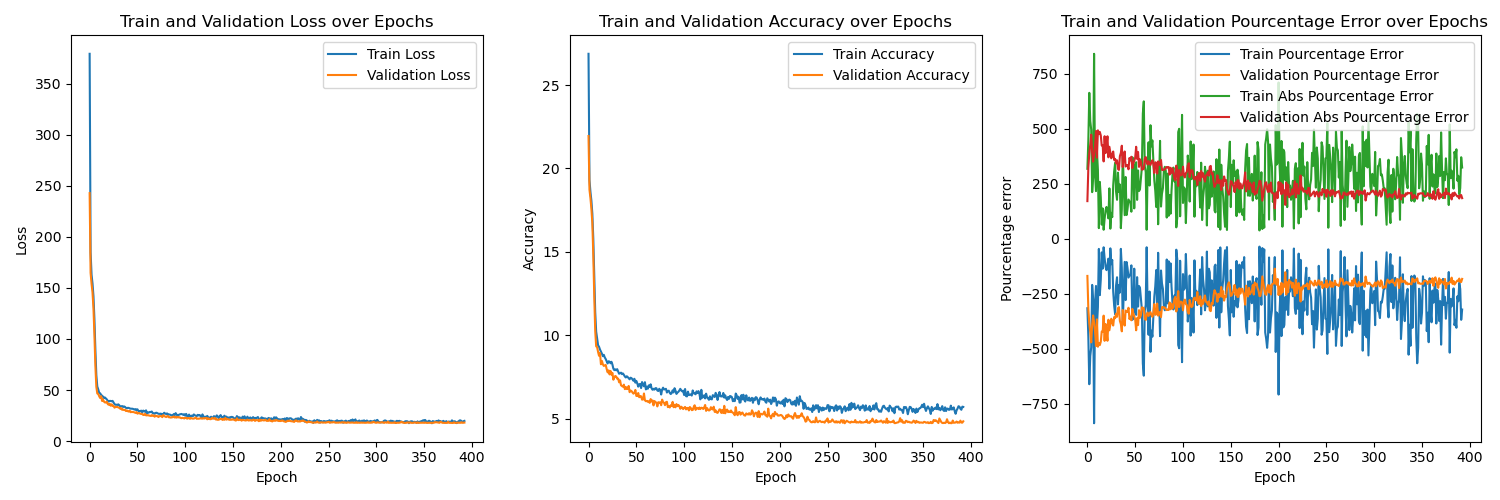 Train and Validation Loss over Epochs
Train Loss
Validation Loss
350
300
250
200
150
100
50
0
Loss
0 50 100 150 200 250 300 350 400
Epoch
Train and Validation Accuracy over Epochs
Train Accuracy
Validation Accuracy
25
20
15
10
5
Accuracy
0 50 100 150 200 250 300 350 400
Epoch
Train and Validation Pourcentage Error over Epochs
Train Pourcentage Error
Validation Pourcentage Error
Train Abs Pourcentage Error
Validation Abs Pourcentage Error
750
500
250
0
−250
−500
−750
Pourcentage error
0 50 100 150 200 250 300 350 400
Epoch